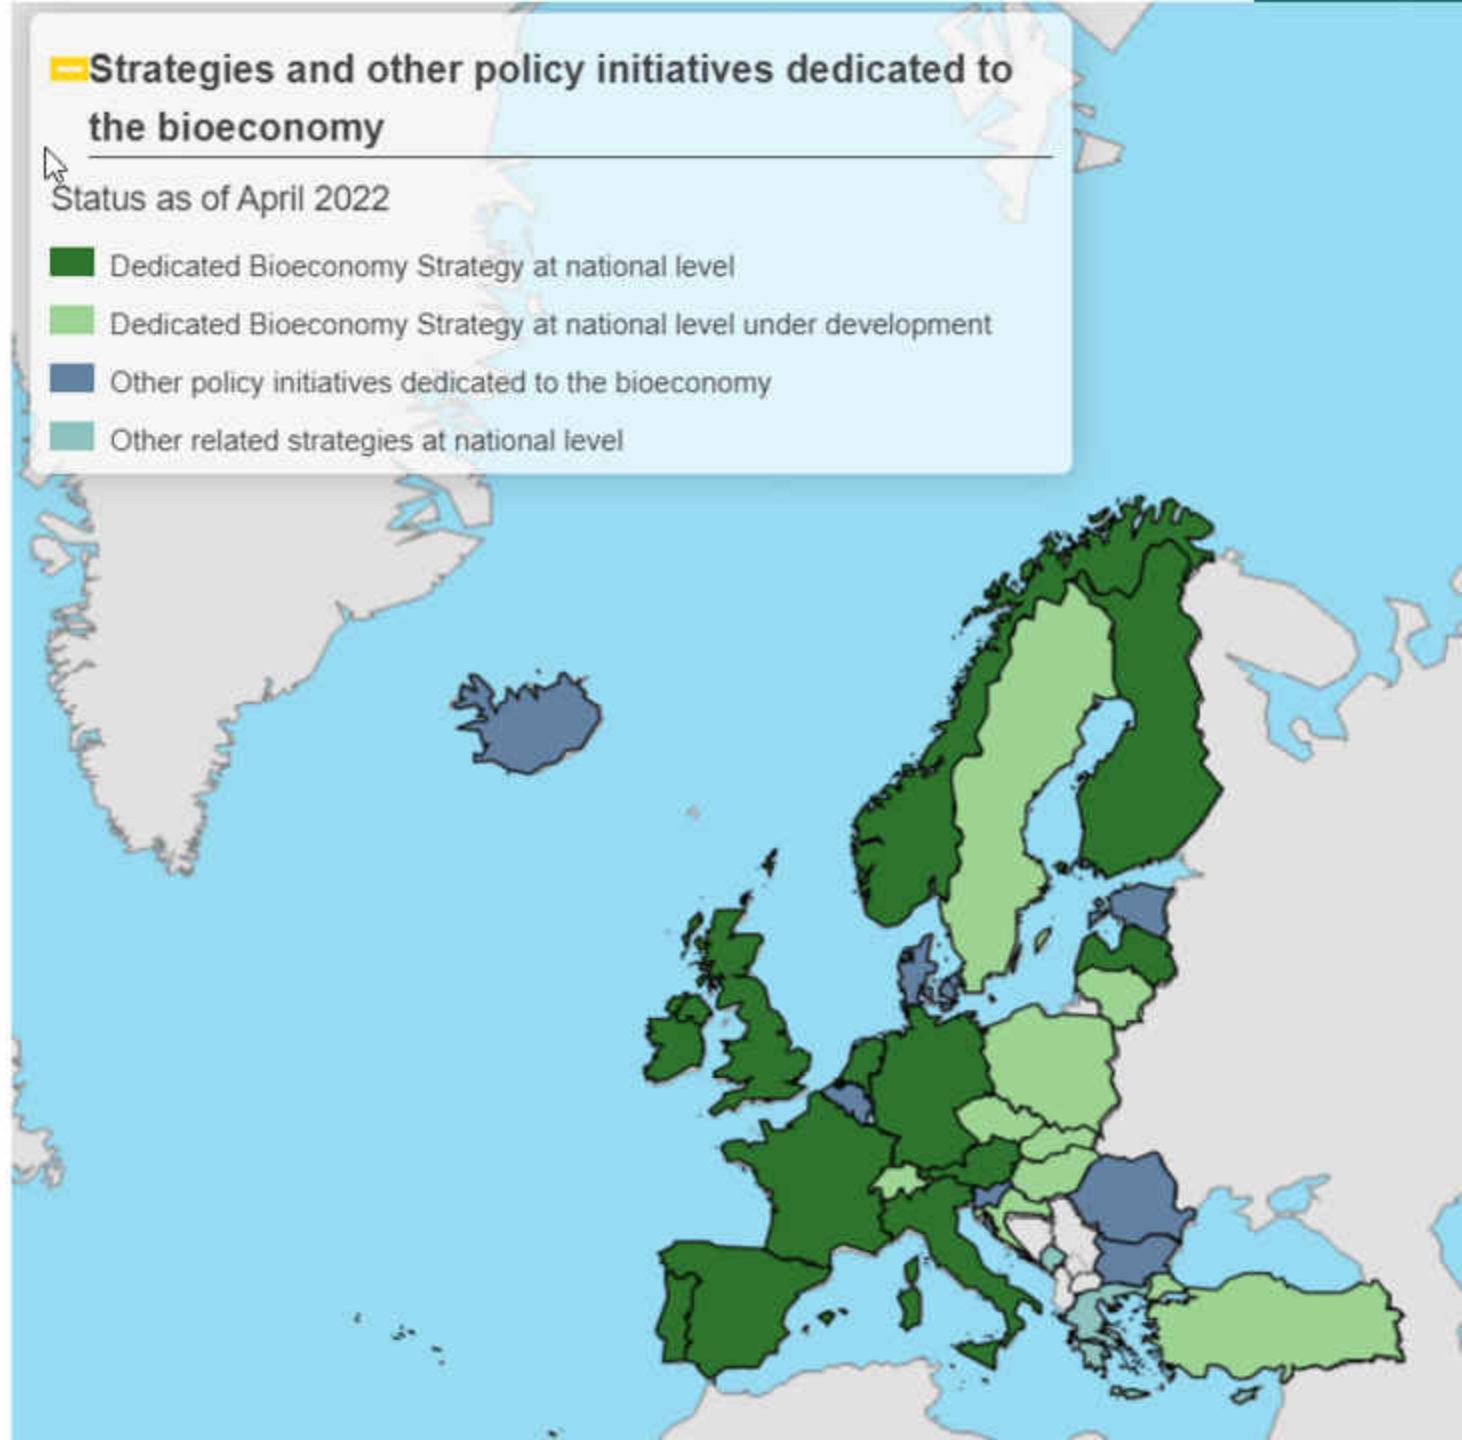 Strategies and other policy initiatives dedicated to
the bioeconomy
Status as of April 2022
Dedicated Bioeconomy Strategy at national level
Dedicated Bioeconomy Strategy at national level under development
Other policy initiatives dedicated to the bioeconomy
Other related strategies at national level